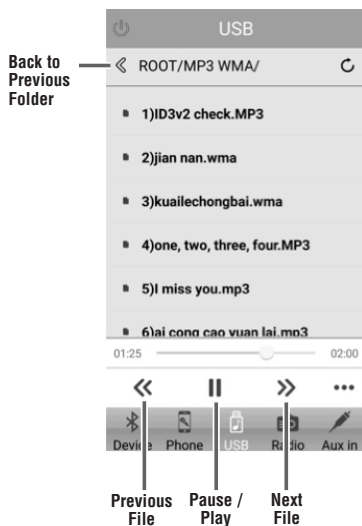 USB
Back to
Previous
Folder
ROOT/MP3 WMA/
1)ID3v2 check.MP3
2)jian nan.wma
3)kuailechongbai.wma
4)one, two, three, four.MP3
5)I miss you.mp3
6)ai cong cao yuan lai.mp3
01:25
02:00
Device Phone USB Radio Aux in
Previous
File
Pause /
Play
Next
File